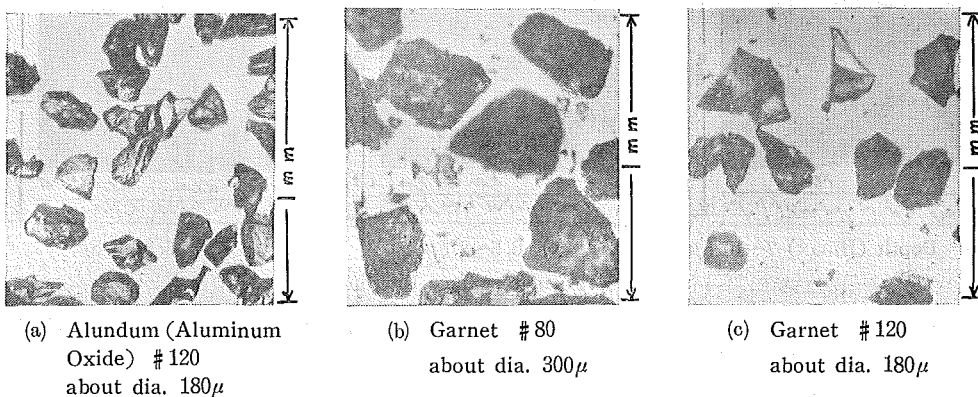 mm
mm
mm
(a) Alundum (Aluminum
Oxide) #120
about dia. 180μ
(b) Garnet #80
about dia. 300μ
(c) Garnet #120
about dia. 180μ